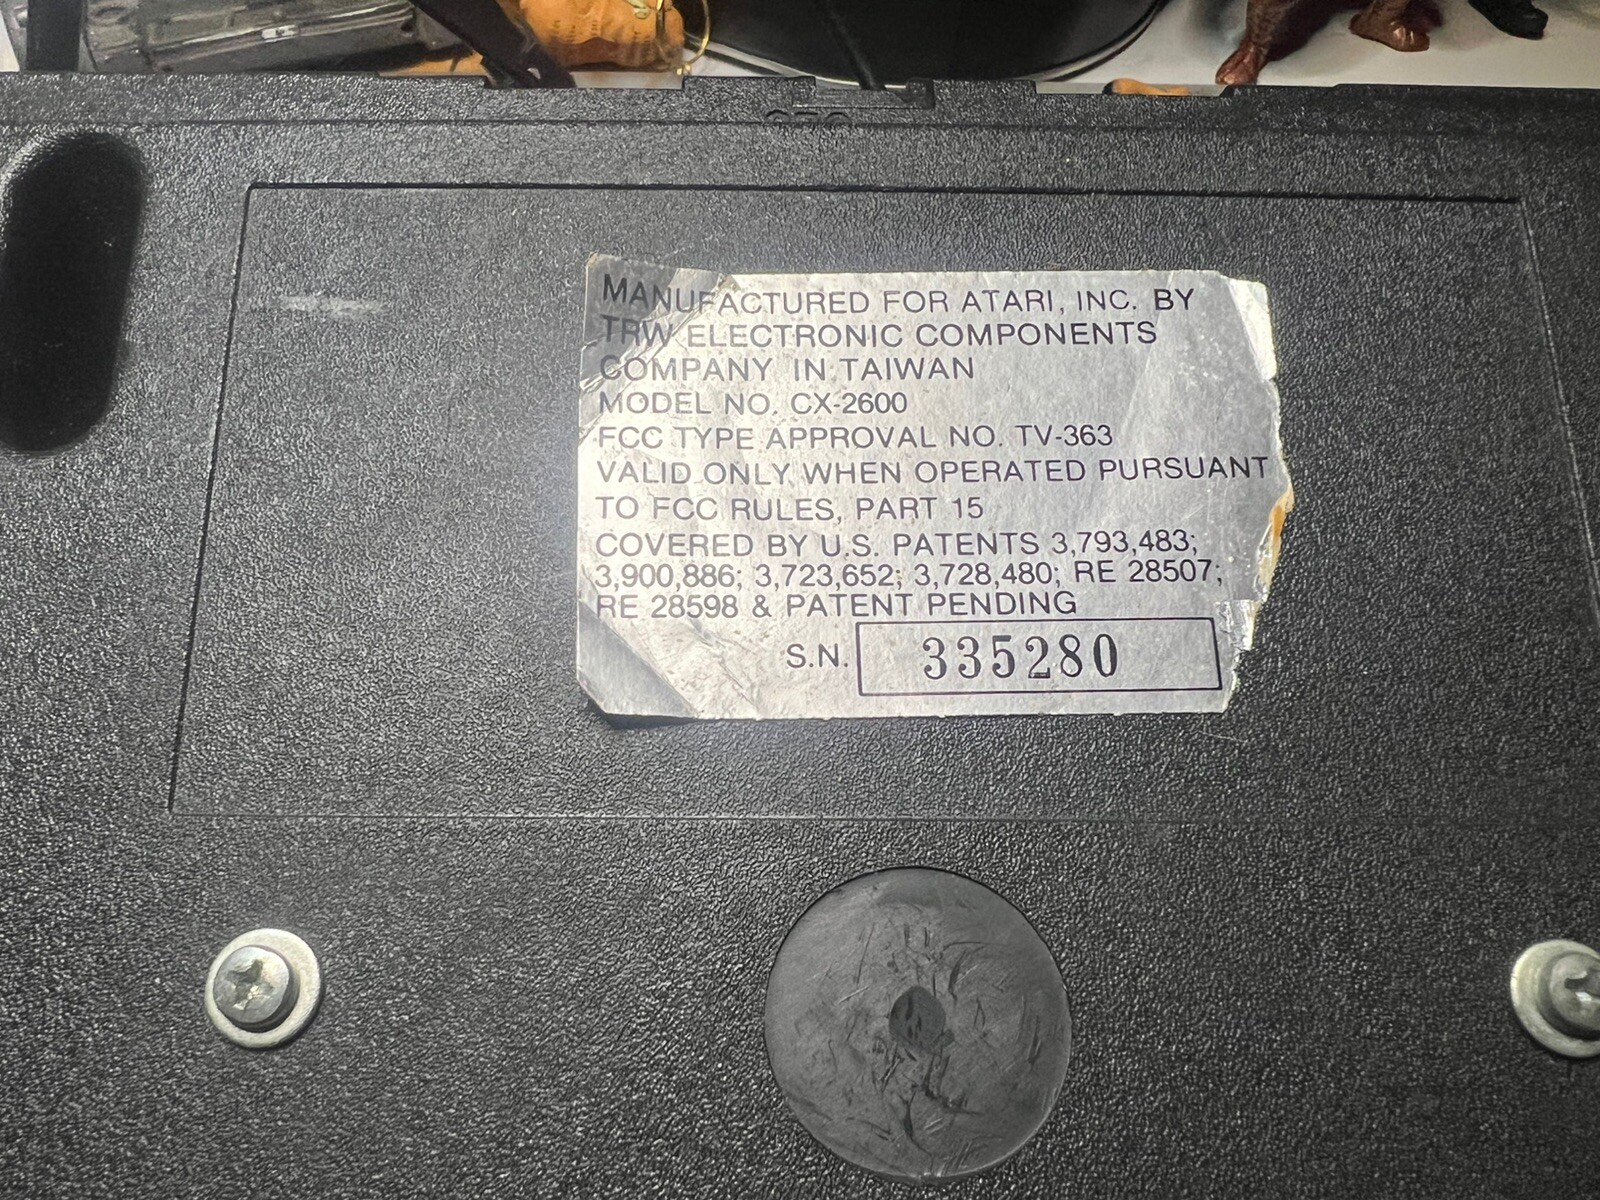 MANUFACTURED FOR ATARI, INC. BY
TRW ELECTRONIC COMPONENTS
COMPANY IN TAIWAN
MODEL NO. CX-2600
FCC TYPE APPROVAL NO. TV-363
VALID ONLY WHEN OPERATED PURSUANT
TO FCC RULES, PART 15
COVERED BY U.S. PATENTS 3,793,483;
3,900,886; 3,723,652; 3,728,480; RE 28507;
RE 28598 & PATENT PENDING
S.N. 335280